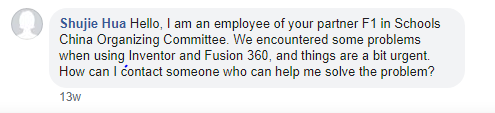 Shujie Hua Hello, I am an employee of your partner F1 in Schools
China Organizing Committee. We encountered some problems
when using Inventor and Fusion 360, and things are a bit urgent.
How can I contact someone who can help me solve the problem?
13w